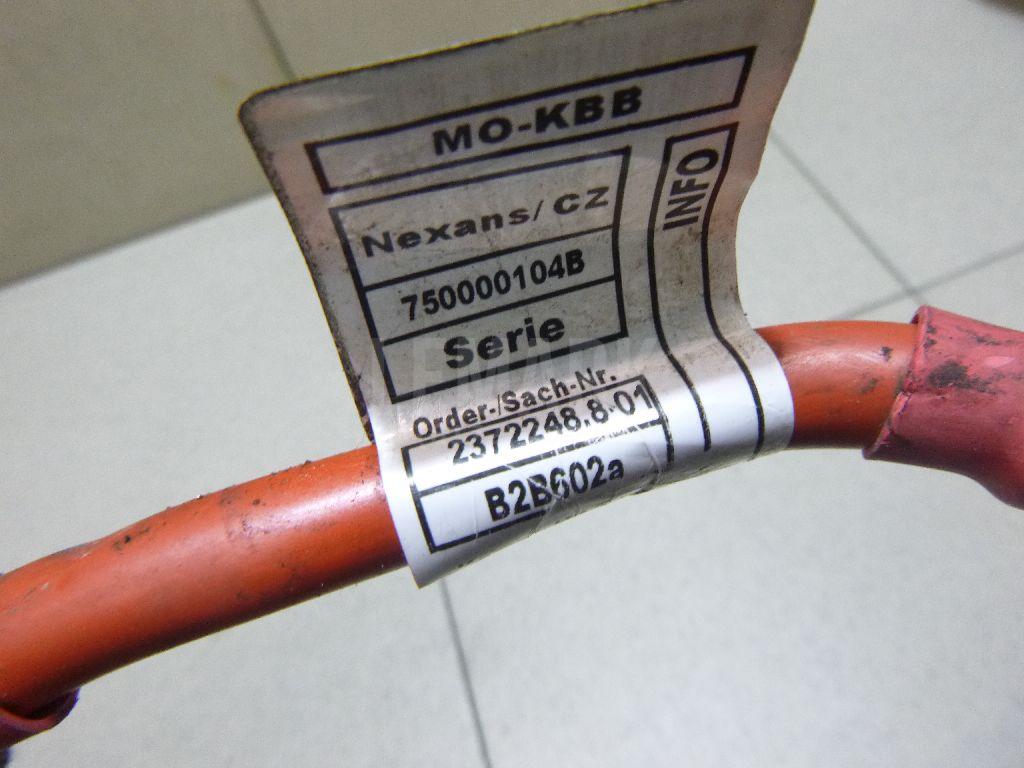 MO-KBB
Nexans/CZ
750000104B
Serie
INFO
Order-/Sach-Nr.
2372248.8-01
B2B602a